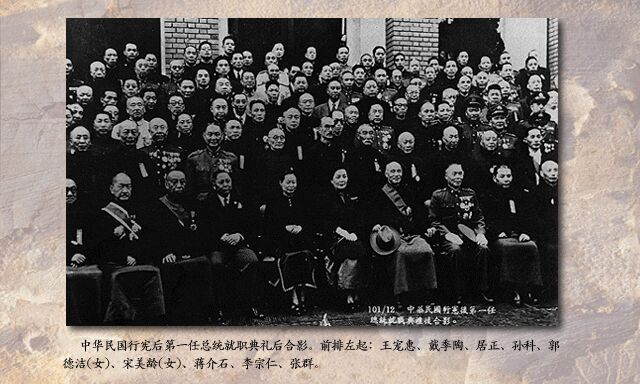 101/12 中華民國行憲後第一任
總統就職典禮後合影。
中华民国行宪后第一任总统就职典礼后合影。前排左起：王宠惠、戴季陶、居正、孙科、郭
德洁(女)、宋美龄(女)、蒋介石、李宗仁、张群。